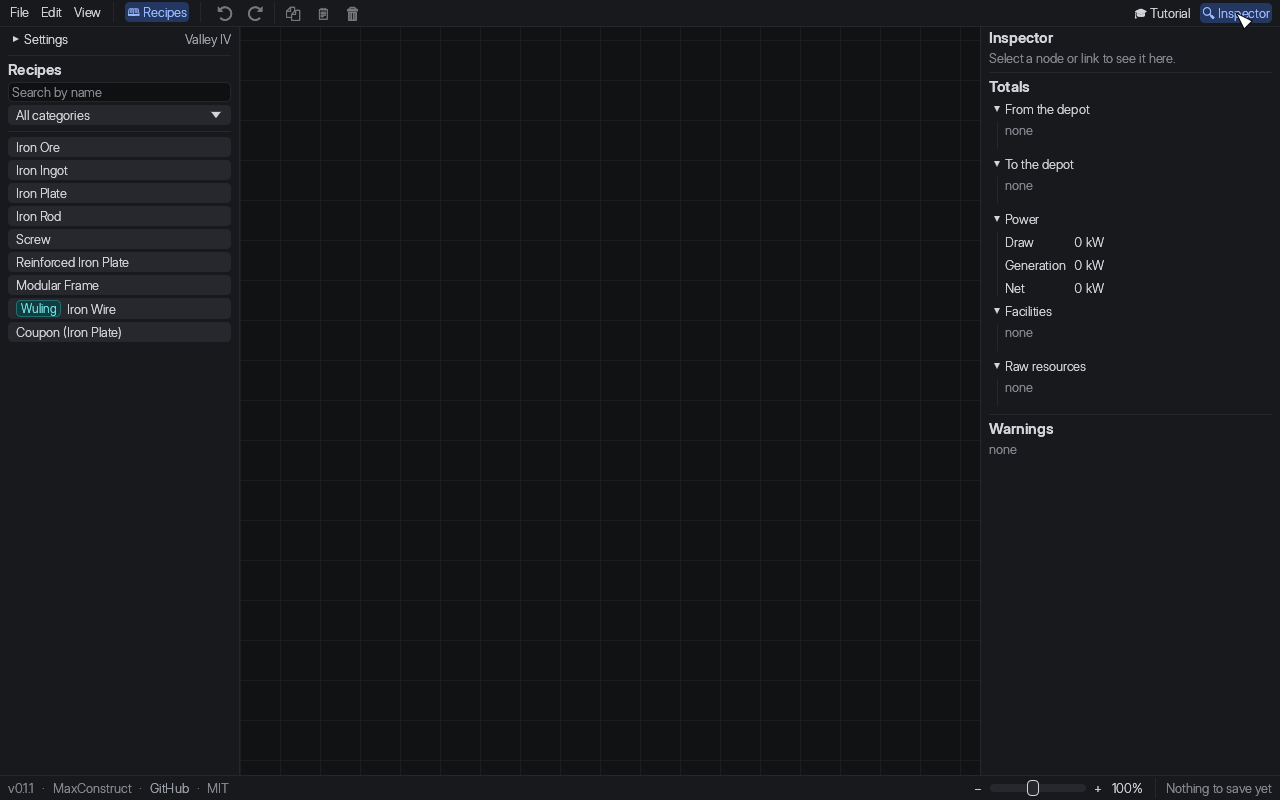 File Edit View Recipes Tutorial Inspector
Settings Valley IV
Recipes
Search by name
All categories
Iron Ore
Iron Ingot
Iron Plate
Iron Rod
Screw
Reinforced Iron Plate
Modular Frame
Wuling Iron Wire
Coupon (Iron Plate)
Inspector
Select a node or link to see it here.
Totals
From the depot
none
To the depot
none
Power
Draw 0 kW
Generation 0 kW
Net 0 kW
Facilities
none
Raw resources
none
Warnings
none
v0.1.1 · MaxConstruct · GitHub · MIT − + 100% Nothing to save yet